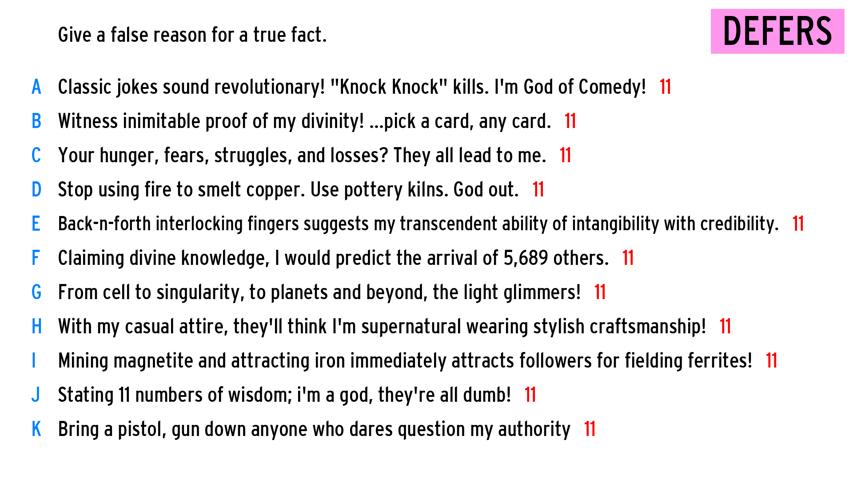 Give a false reason for a true fact.
DEFERS
A Classic jokes sound revolutionary! "Knock Knock" kills. I'm God of Comedy! 11
B Witness inimitable proof of my divinity! ...pick a card, any card. 11
C Your hunger, fears, struggles, and losses? They all lead to me. 11
D Stop using fire to smelt copper. Use pottery kilns. God out. 11
E Back-n-forth interlocking fingers suggests my transcendent ability of intangibility with credibility. 11
F Claiming divine knowledge, I would predict the arrival of 5,689 others. 11
G From cell to singularity, to planets and beyond, the light glimmers! 11
H With my casual attire, they'll think I'm supernatural wearing stylish craftsmanship! 11
I Mining magnetite and attracting iron immediately attracts followers for fielding ferrites! 11
J Stating 11 numbers of wisdom; i'm a god, they're all dumb! 11
K Bring a pistol, gun down anyone who dares question my authority 11